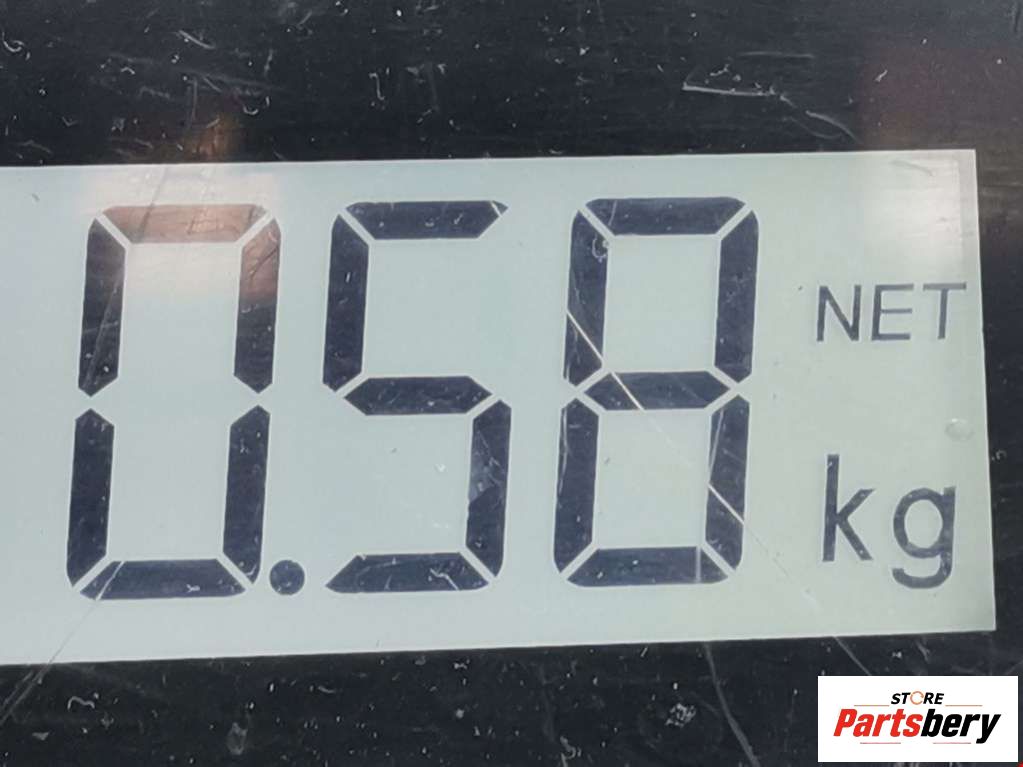 0.58
NET
kg
STORE
Partsbery